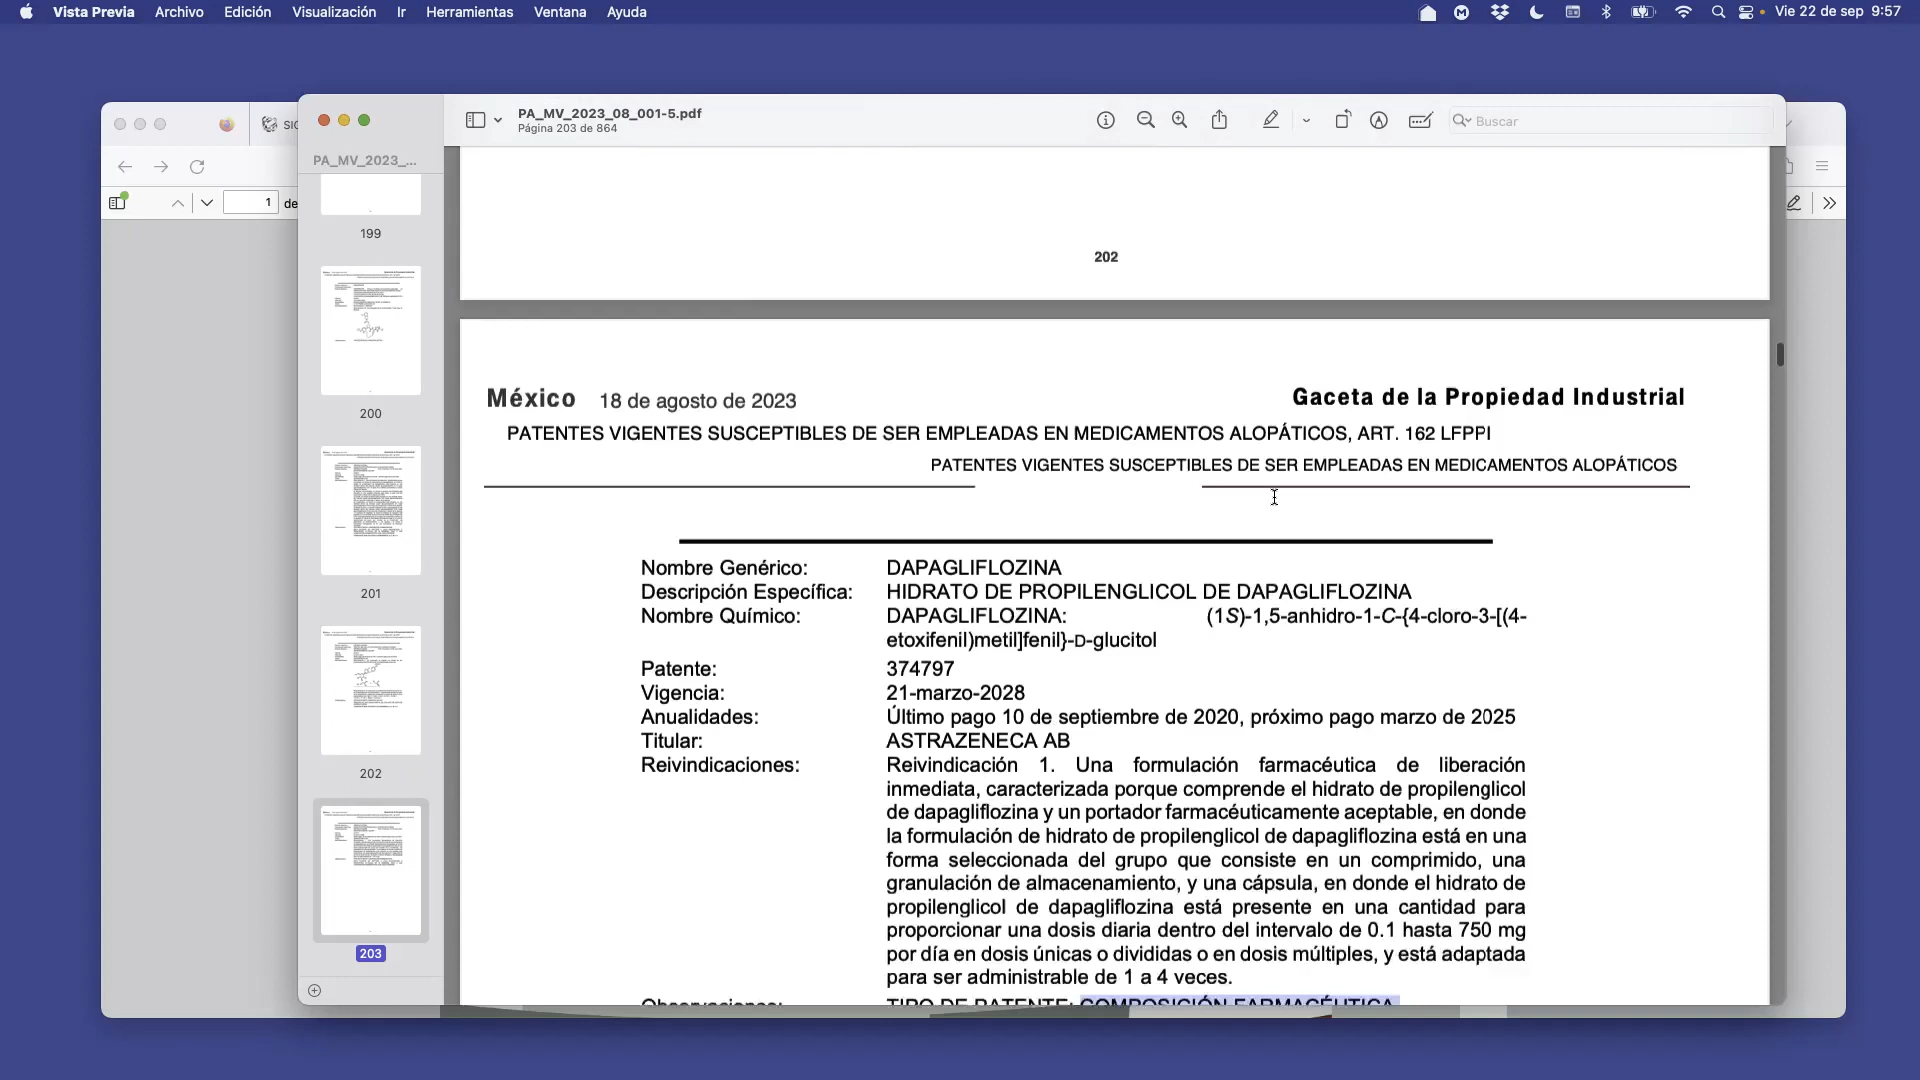 Vista Previa Archivo Edición Visualización Ir Herramientas Ventana Ayuda
Vie 22 de sep 9:57
SIG
PA_MV_2023_...
PA_MV_2023_08_001-5.pdf
Página 203 de 864
Buscar
1 de
199
200
201
202
203
202
México 18 de agosto de 2023
Gaceta de la Propiedad Industrial
PATENTES VIGENTES SUSCEPTIBLES DE SER EMPLEADAS EN MEDICAMENTOS ALOPÁTICOS, ART. 162 LFPPI
PATENTES VIGENTES SUSCEPTIBLES DE SER EMPLEADAS EN MEDICAMENTOS ALOPÁTICOS
Nombre Genérico: DAPAGLIFLOZINA
Descripción Específica: HIDRATO DE PROPILENGLICOL DE DAPAGLIFLOZINA
Nombre Químico: DAPAGLIFLOZINA: (1S)-1,5-anhidro-1-C-{4-cloro-3-[(4-
etoxifenil)metil]fenil}-D-glucitol
Patente: 374797
Vigencia: 21-marzo-2028
Anualidades: Último pago 10 de septiembre de 2020, próximo pago marzo de 2025
Titular: ASTRAZENECA AB
Reivindicaciones: Reivindicación 1. Una formulación farmacéutica de liberación
inmediata, caracterizada porque comprende el hidrato de propilenglicol
de dapagliflozina y un portador farmacéuticamente aceptable, en donde
la formulación de hidrato de propilenglicol de dapagliflozina está en una
forma seleccionada del grupo que consiste en un comprimido, una
granulación de almacenamiento, y una cápsula, en donde el hidrato de
propilenglicol de dapagliflozina está presente en una cantidad para
proporcionar una dosis diaria dentro del intervalo de 0.1 hasta 750 mg
por día en dosis únicas o divididas o en dosis múltiples, y está adaptada
para ser administrable de 1 a 4 veces.
Observaciones: TIPO DE PATENTE: COMPOSICIÓN FARMACÉUTICA